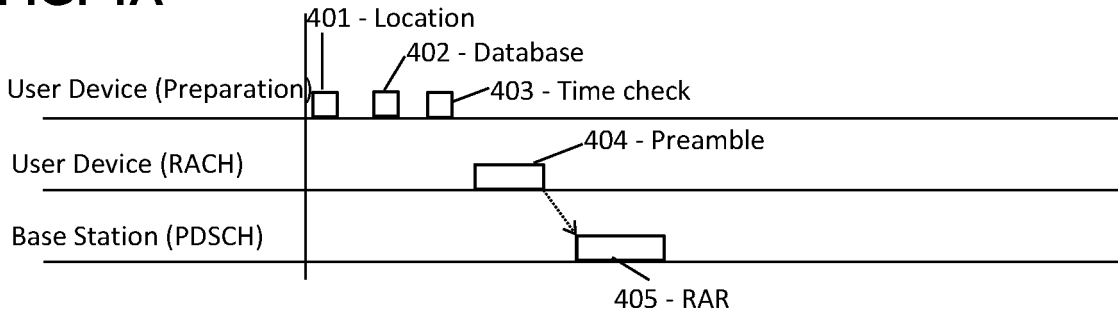 401 - Location
402 - Database
User Device (Preparation)
403 - Time check
404 - Preamble
User Device (RACH)
Base Station (PDSCH)
405 - RAR